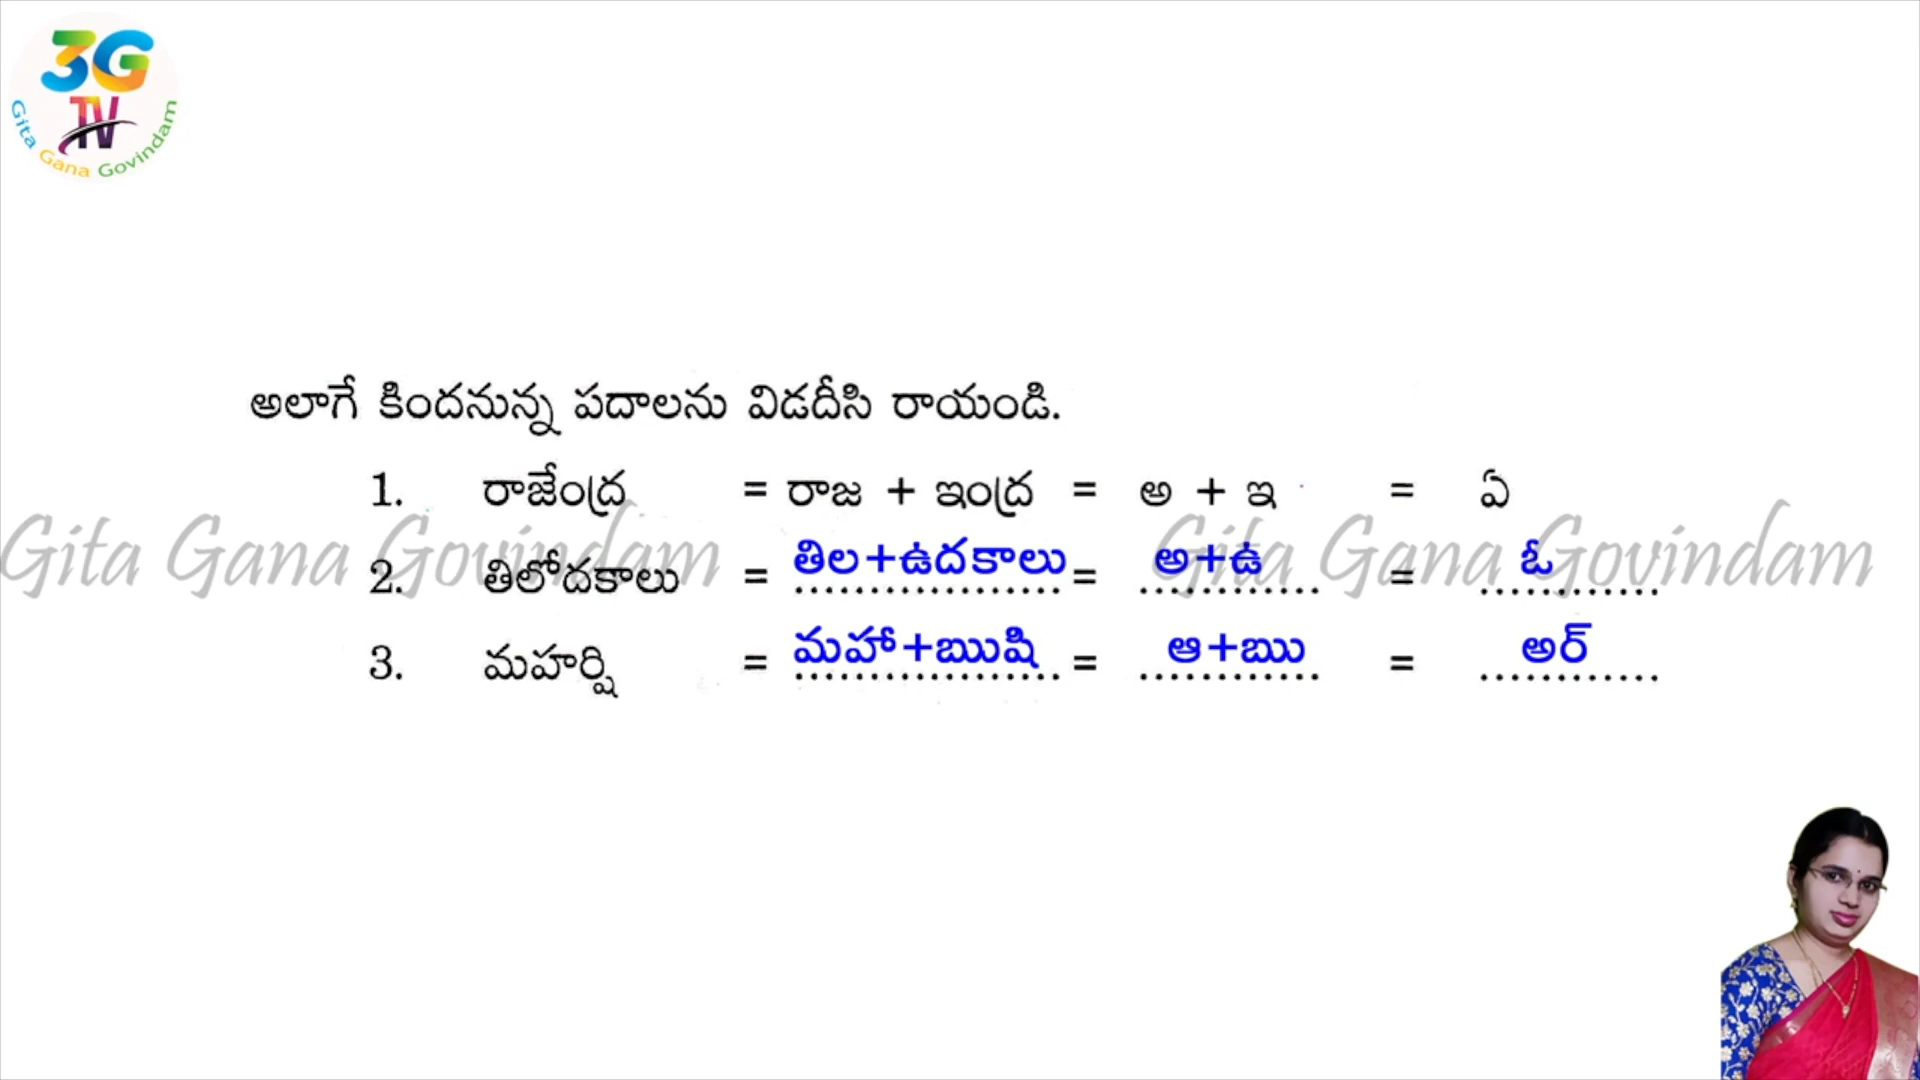 3G
TV
Gita Gana Govindam
అలాగే కిందనున్న పదాలను విడదీసి రాయండి.
1. రాజేంద్ర = రాజ + ఇంద్ర = అ + ఇ = ఏ
Gita Gana Govindam Gita Gana Govindam
2. తిలోదకాలు = తిల+ఉదకాలు = అ+ఉ = ఓ
3. మహర్షి = మహా+ఋషి = ఆ+ఋ = అర్